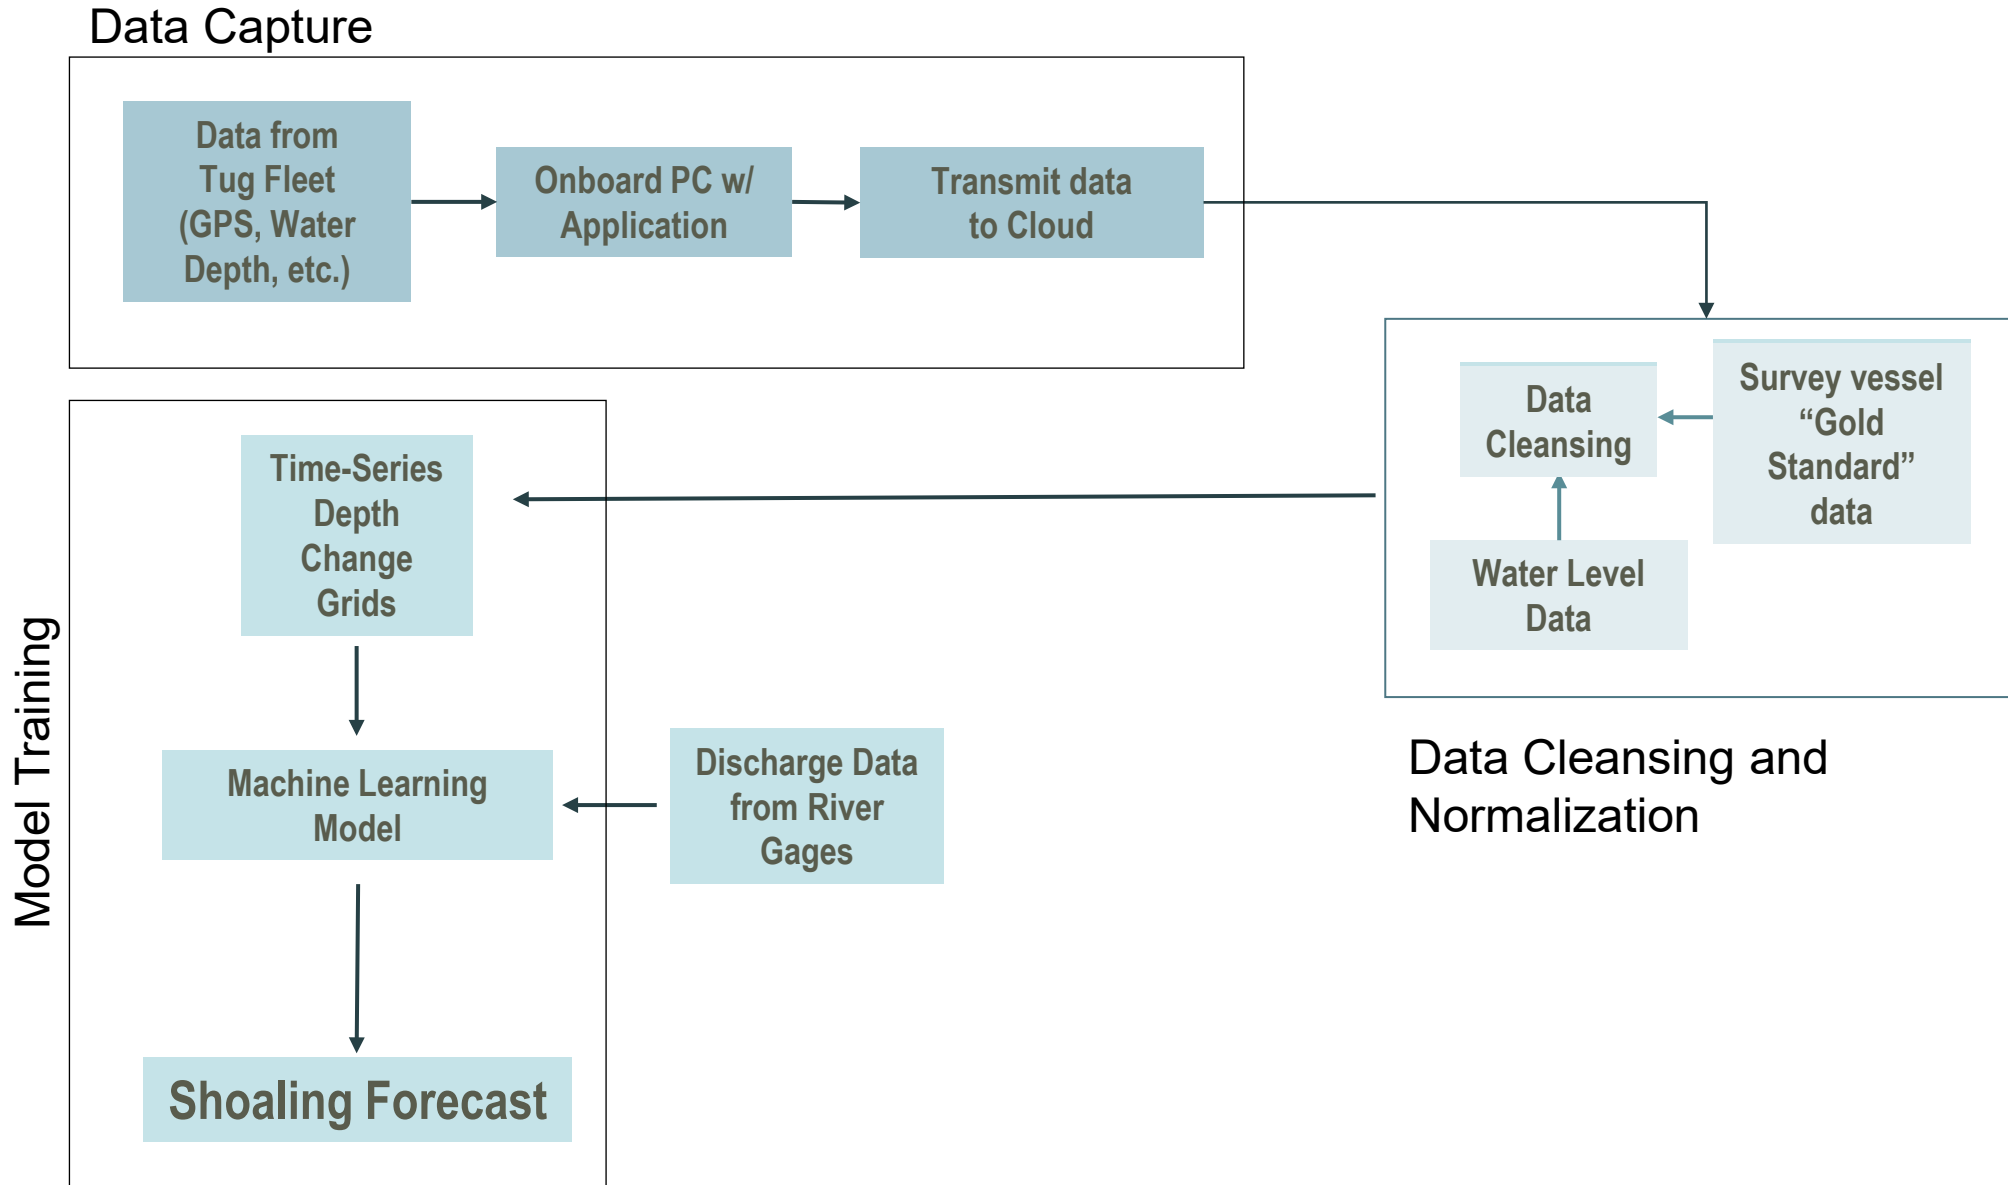 Data Capture
Data from
Tug Fleet
(GPS, Water
Depth, etc.)
Onboard PC w/
Application
Transmit data
to Cloud
Data
Cleansing
Survey vessel
“Gold
Standard”
data
Water Level
Data
Data Cleansing and
Normalization
Model Training
Time-Series
Depth
Change
Grids
Machine Learning
Model
Discharge Data
from River
Gages
Shoaling Forecast